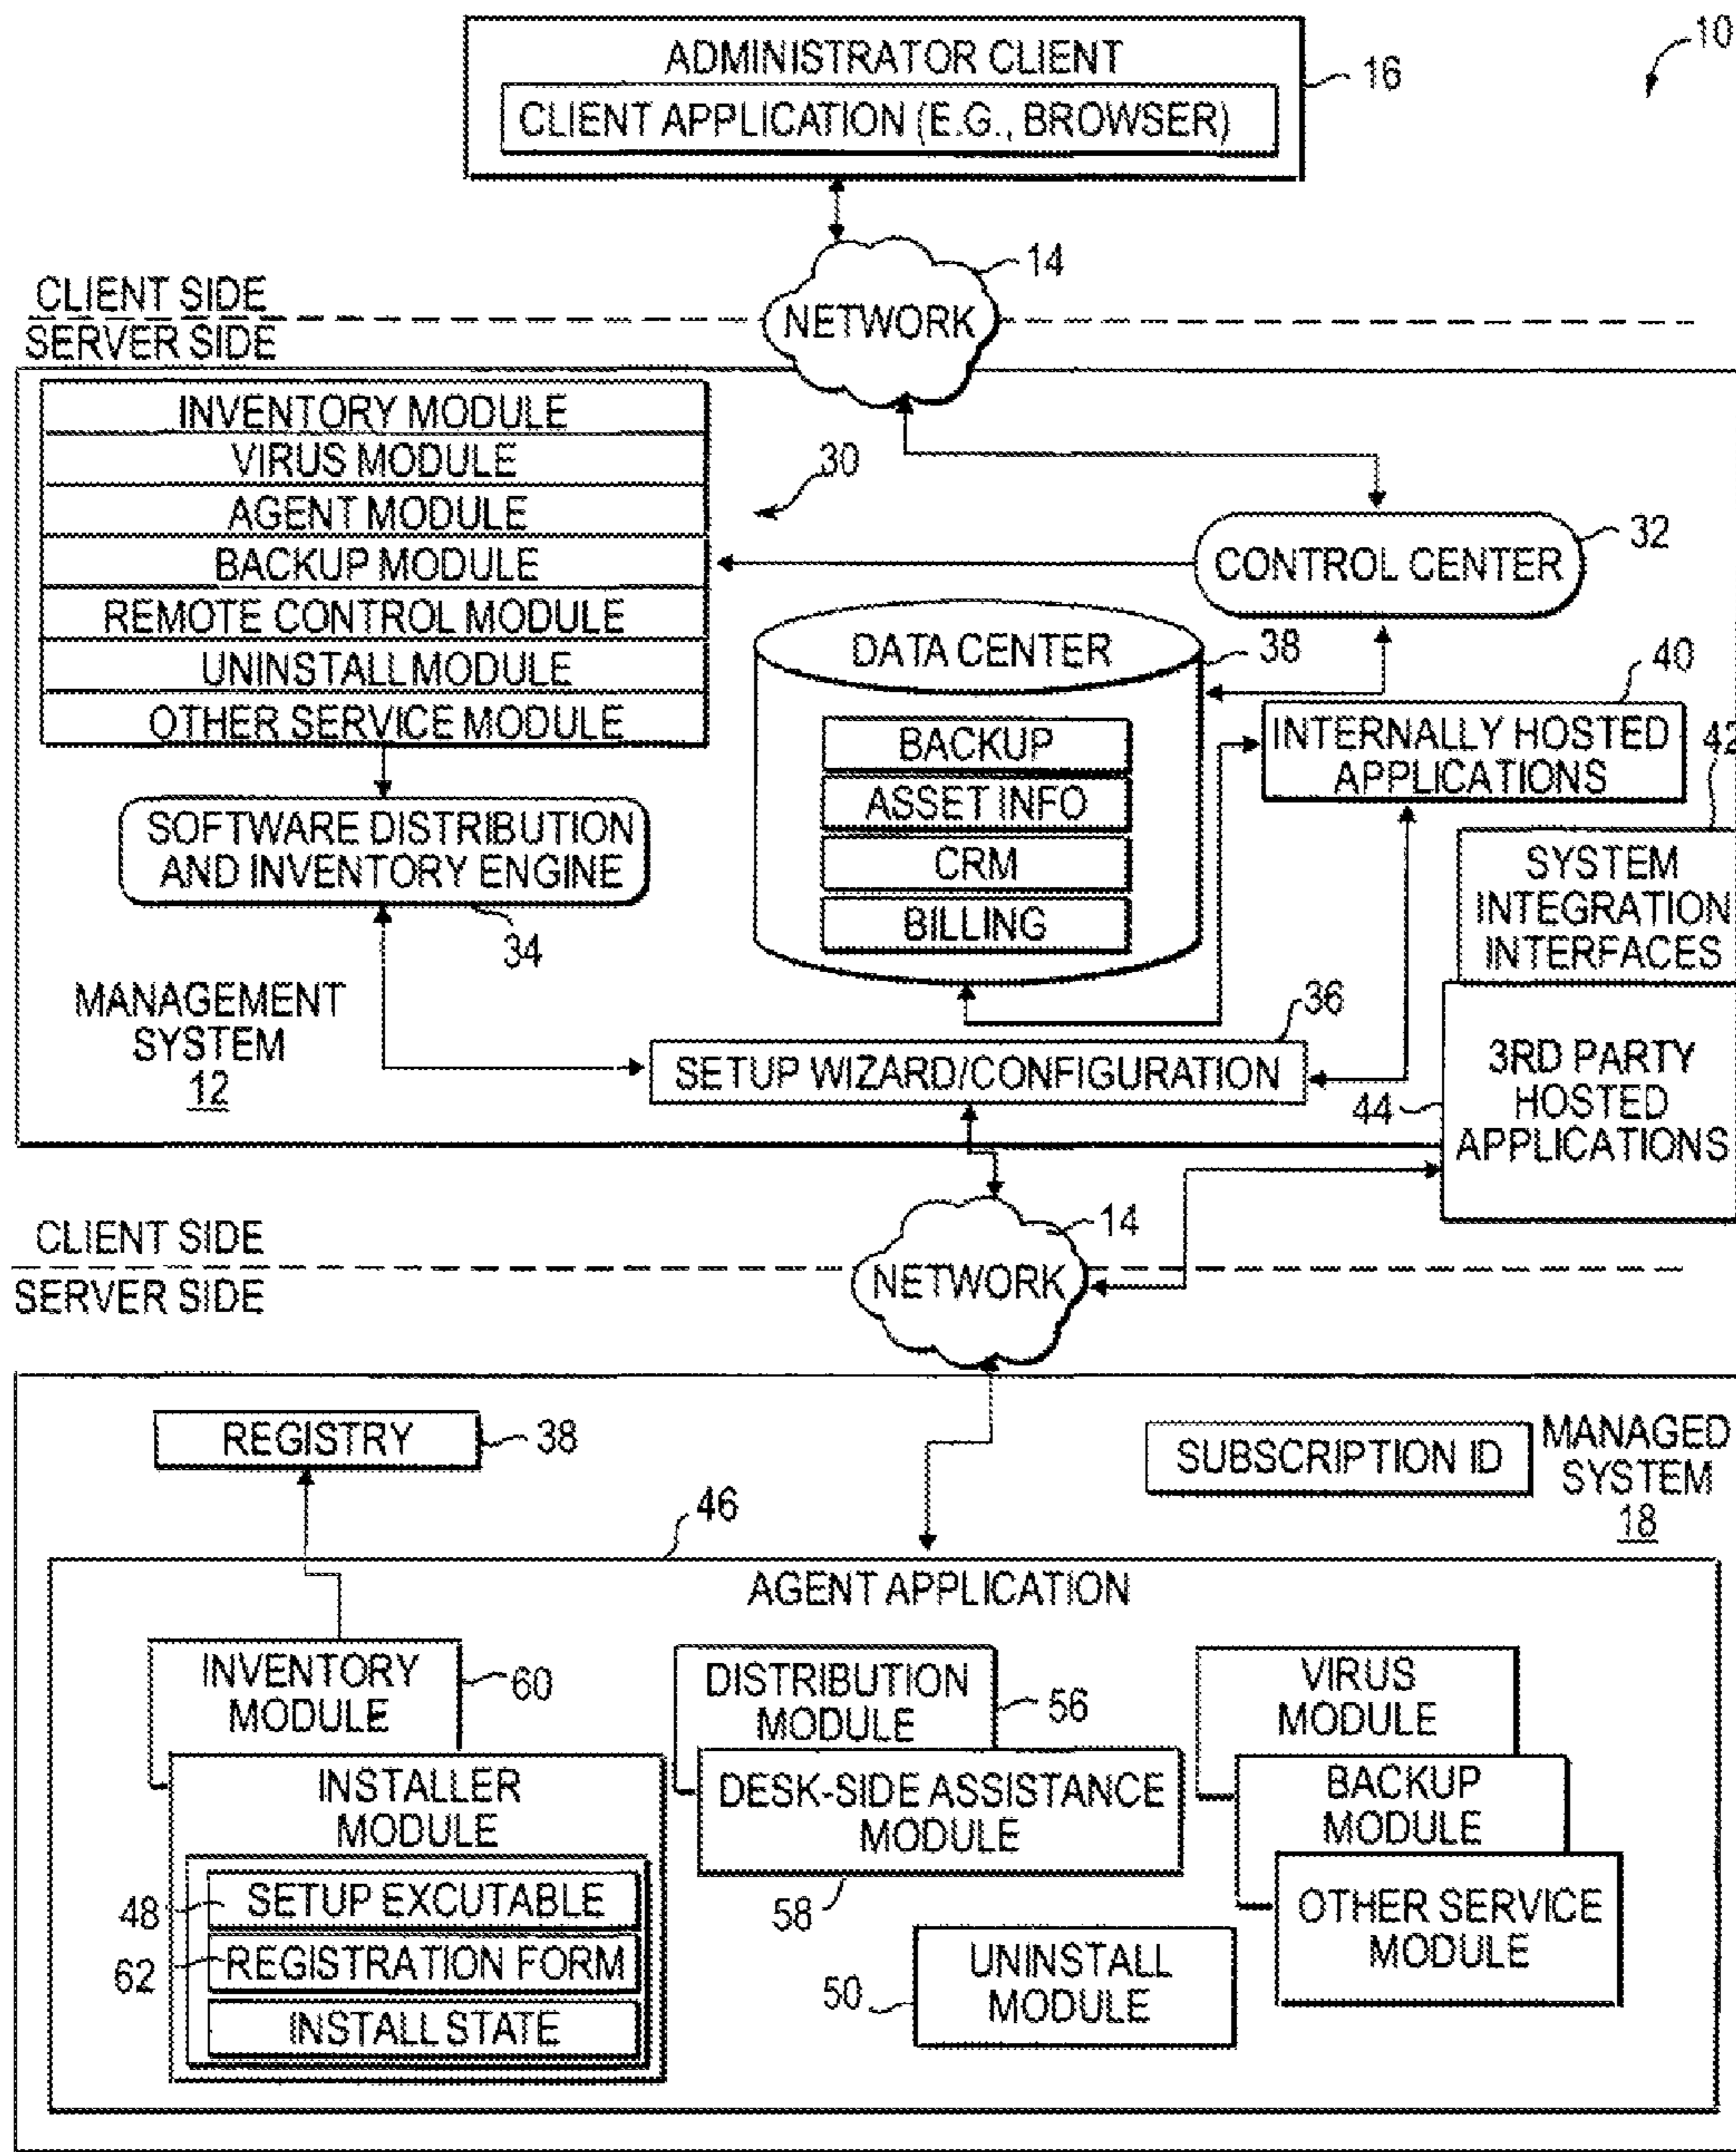 10
ADMINISTRATOR CLIENT
16
CLIENT APPLICATION (E.G., BROWSER)
14
NETWORK
CLIENT SIDE
SERVER SIDE
INVENTORY MODULE
VIRUS MODULE
AGENT MODULE
BACKUP MODULE
REMOTE CONTROL MODULE
UNINSTALL MODULE
OTHER SERVICE MODULE
30
CONTROL CENTER
32
DATA CENTER
38
BACKUP
ASSET INFO
CRM
BILLING
40
INTERNALLY HOSTED
APPLICATIONS
42
SYSTEM
INTEGRATION
INTERFACES
SOFTWARE DISTRIBUTION
AND INVENTORY ENGINE
34
MANAGEMENT
SYSTEM
12
36
SETUP WIZARD/CONFIGURATION
3RD PARTY
HOSTED
APPLICATIONS
44
14
NETWORK
CLIENT SIDE
SERVER SIDE
REGISTRY
38
SUBSCRIPTION ID
MANAGED
SYSTEM
18
46
AGENT APPLICATION
INVENTORY
MODULE
60
INSTALLER
MODULE
SETUP EXCUTABLE
48
REGISTRATION FORM
62
INSTALL STATE
DISTRIBUTION
MODULE
56
DESK-SIDE ASSISTANCE
MODULE
58
UNINSTALL
MODULE
50
VIRUS
MODULE
BACKUP
MODULE
OTHER SERVICE
MODULE